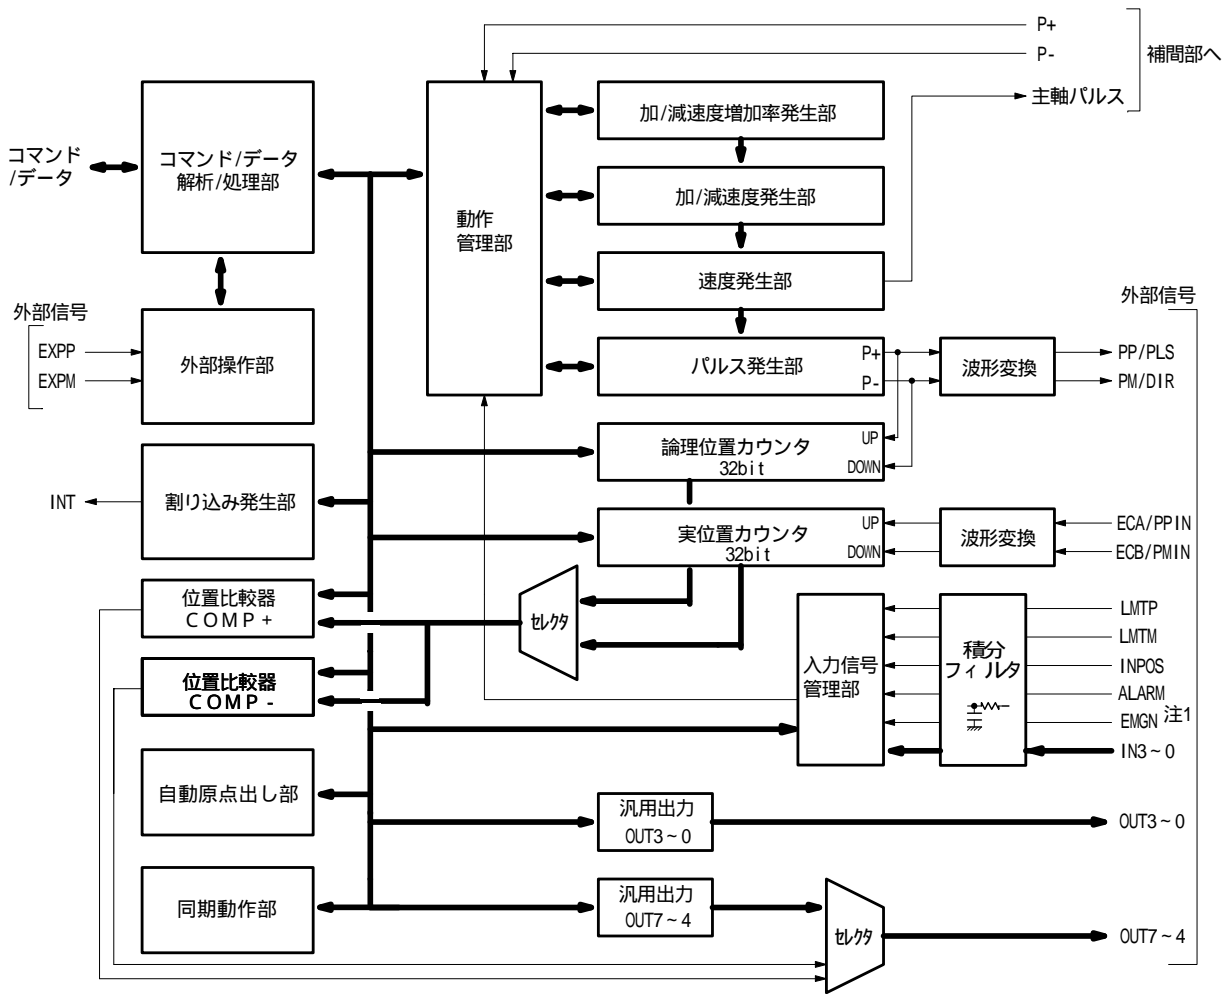 P+
P-
補間部へ
主軸パルス
加/減速度増加率発生部
コマンド
/データ
コマンド/データ
解析/処理部
動作
管理部
加/減速度発生部
速度発生部
外部信号
外部信号
EXPP
EXPM
外部操作部
パルス発生部
P+
P-
波形変換
PP/PLS
PM/DIR
論理位置カウンタ
32bit
UP
DOWN
INT
割り込み発生部
実位置カウンタ
32bit
UP
DOWN
波形変換
ECA/PPIN
ECB/PMIN
位置比較器
COMP+
セレクタ
位置比較器
COMP-
入力信号
管理部
積分
フィルタ
LMTP
LMTM
INPOS
ALARM
EMGN 注1
IN3~0
自動原点出し部
汎用出力
OUT3~0
OUT3~0
同期動作部
汎用出力
OUT7~4
セレクタ
OUT7~4